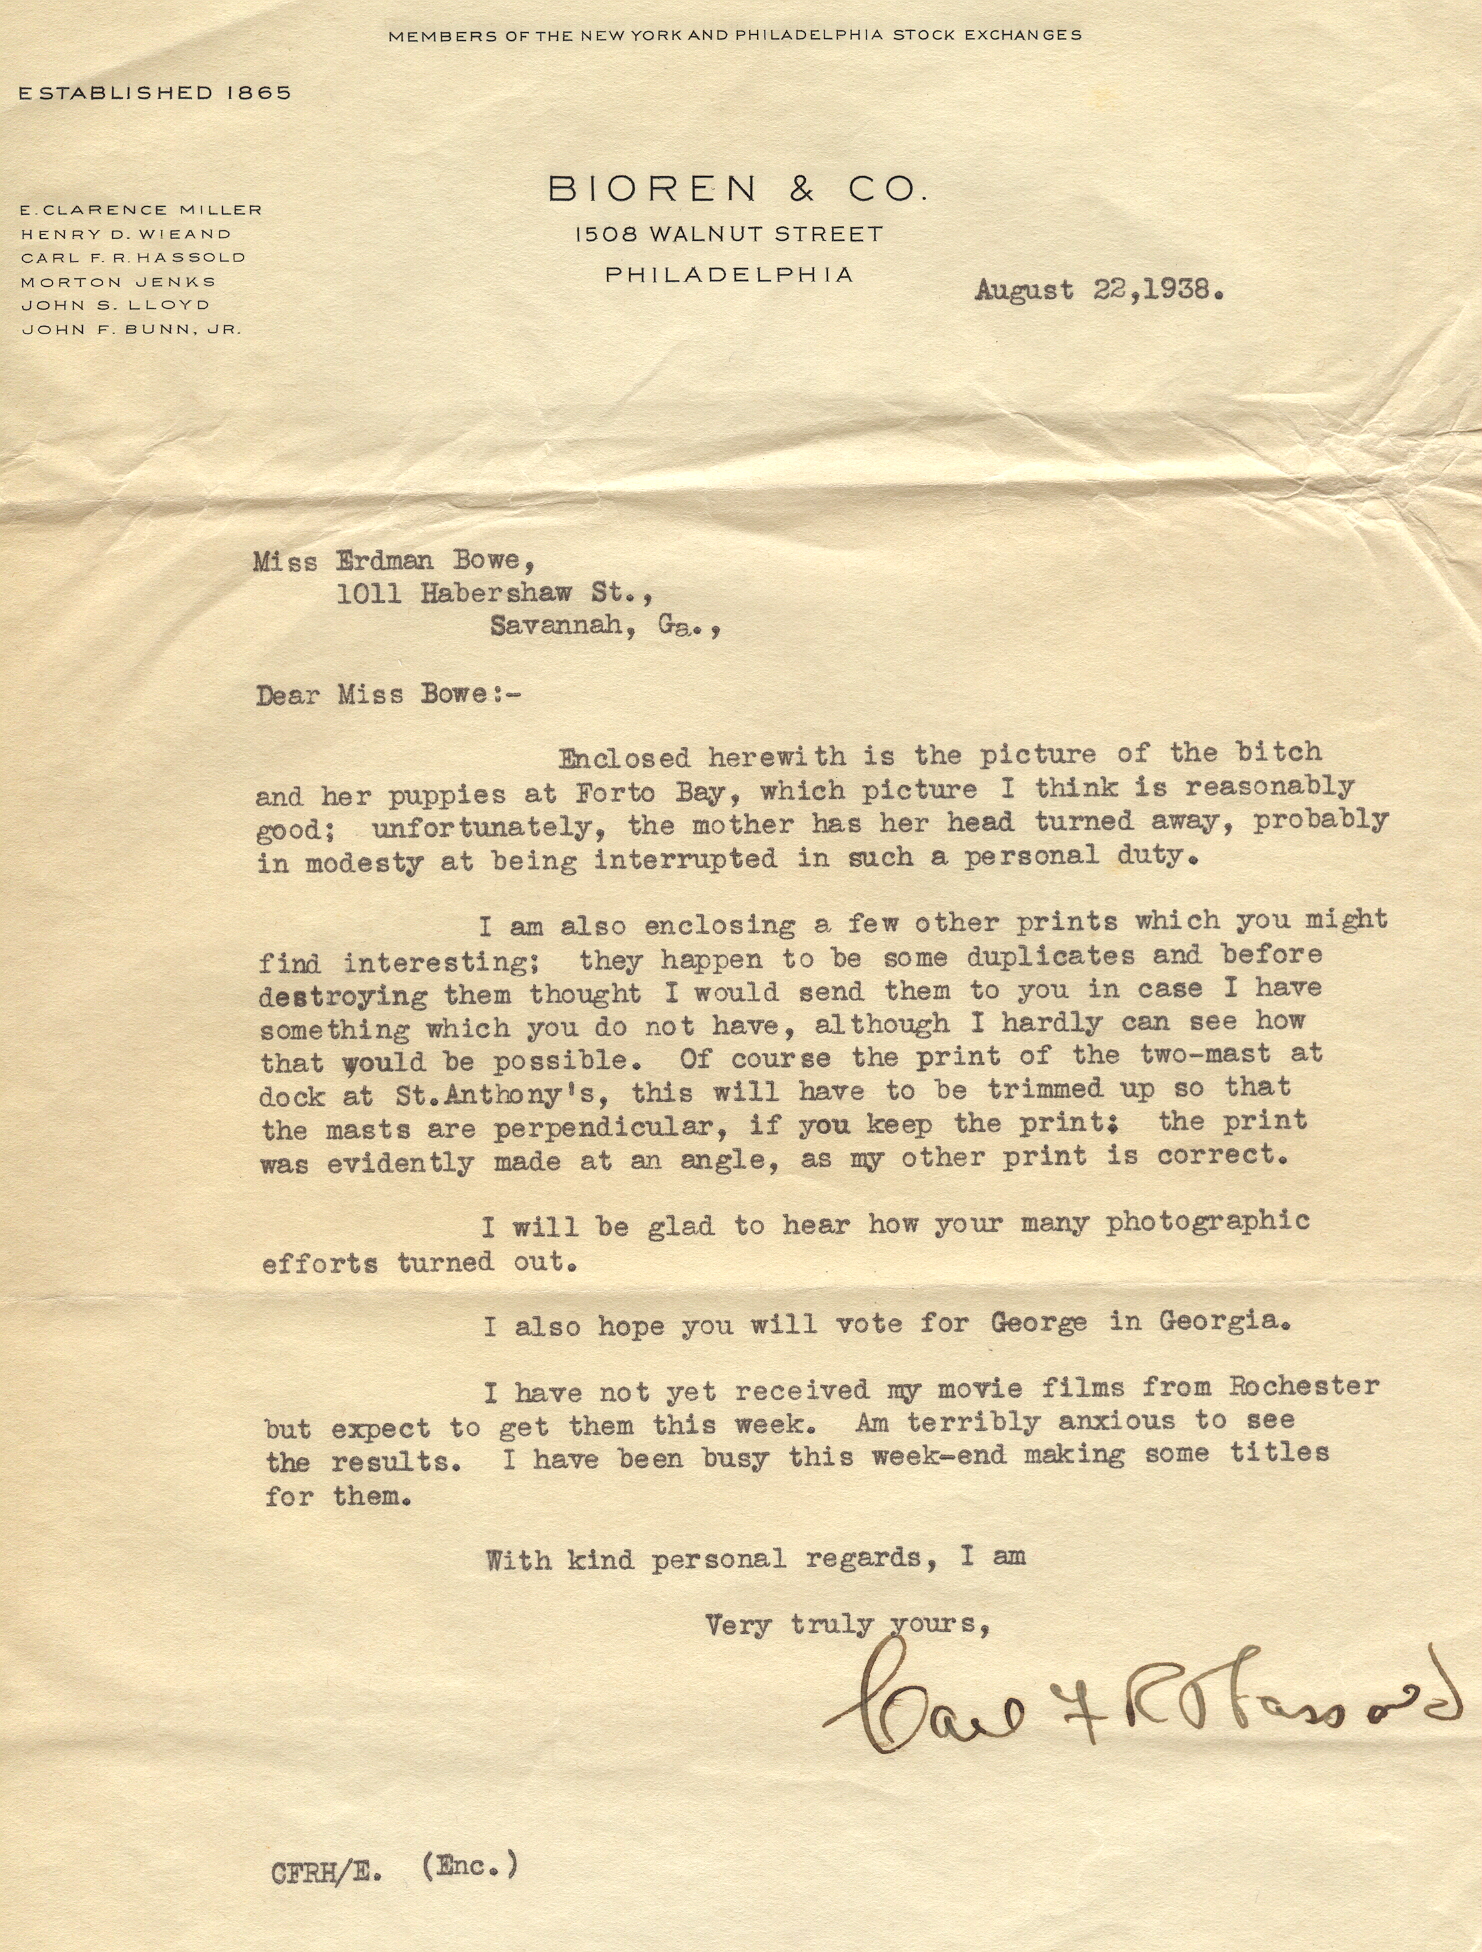 MEMBERS OF THE NEW YORK AND PHILADELPHIA STOCK EXCHANGES
ESTABLISHED 1865
BIOREN & CO.
1508 WALNUT STREET
PHILADELPHIA
E. CLARENCE MILLER
HENRY D. WIEAND
CARL F. R. HASSOLD
MORTON JENKS
JOHN S. LLOYD
JOHN F. BUNN, JR.
August 22,1938.
Miss Erdman Bowe,
1011 Habershaw St.,
Savannah, Ga.,
Dear Miss Bowe:-
Enclosed herewith is the picture of the bitch
and her puppies at Forto Bay, which picture I think is reasonably
good; unfortunately, the mother has her head turned away, probably
in modesty at being interrupted in such a personal duty.
I am also enclosing a few other prints which you might
find interesting; they happen to be some duplicates and before
destroying them thought I would send them to you in case I have
something which you do not have, although I hardly can see how
that would be possible. Of course the print of the two-mast at
dock at St.Anthony's, this will have to be trimmed up so that
the masts are perpendicular, if you keep the print; the print
was evidently made at an angle, as my other print is correct.
I will be glad to hear how your many photographic
efforts turned out.
I also hope you will vote for George in Georgia.
I have not yet received my movie films from Rochester
but expect to get them this week. Am terribly anxious to see
the results. I have been busy this week-end making some titles
for them.
With kind personal regards, I am
Very truly yours,
Carl F R Hassold
CFRH/E. (Enc.)